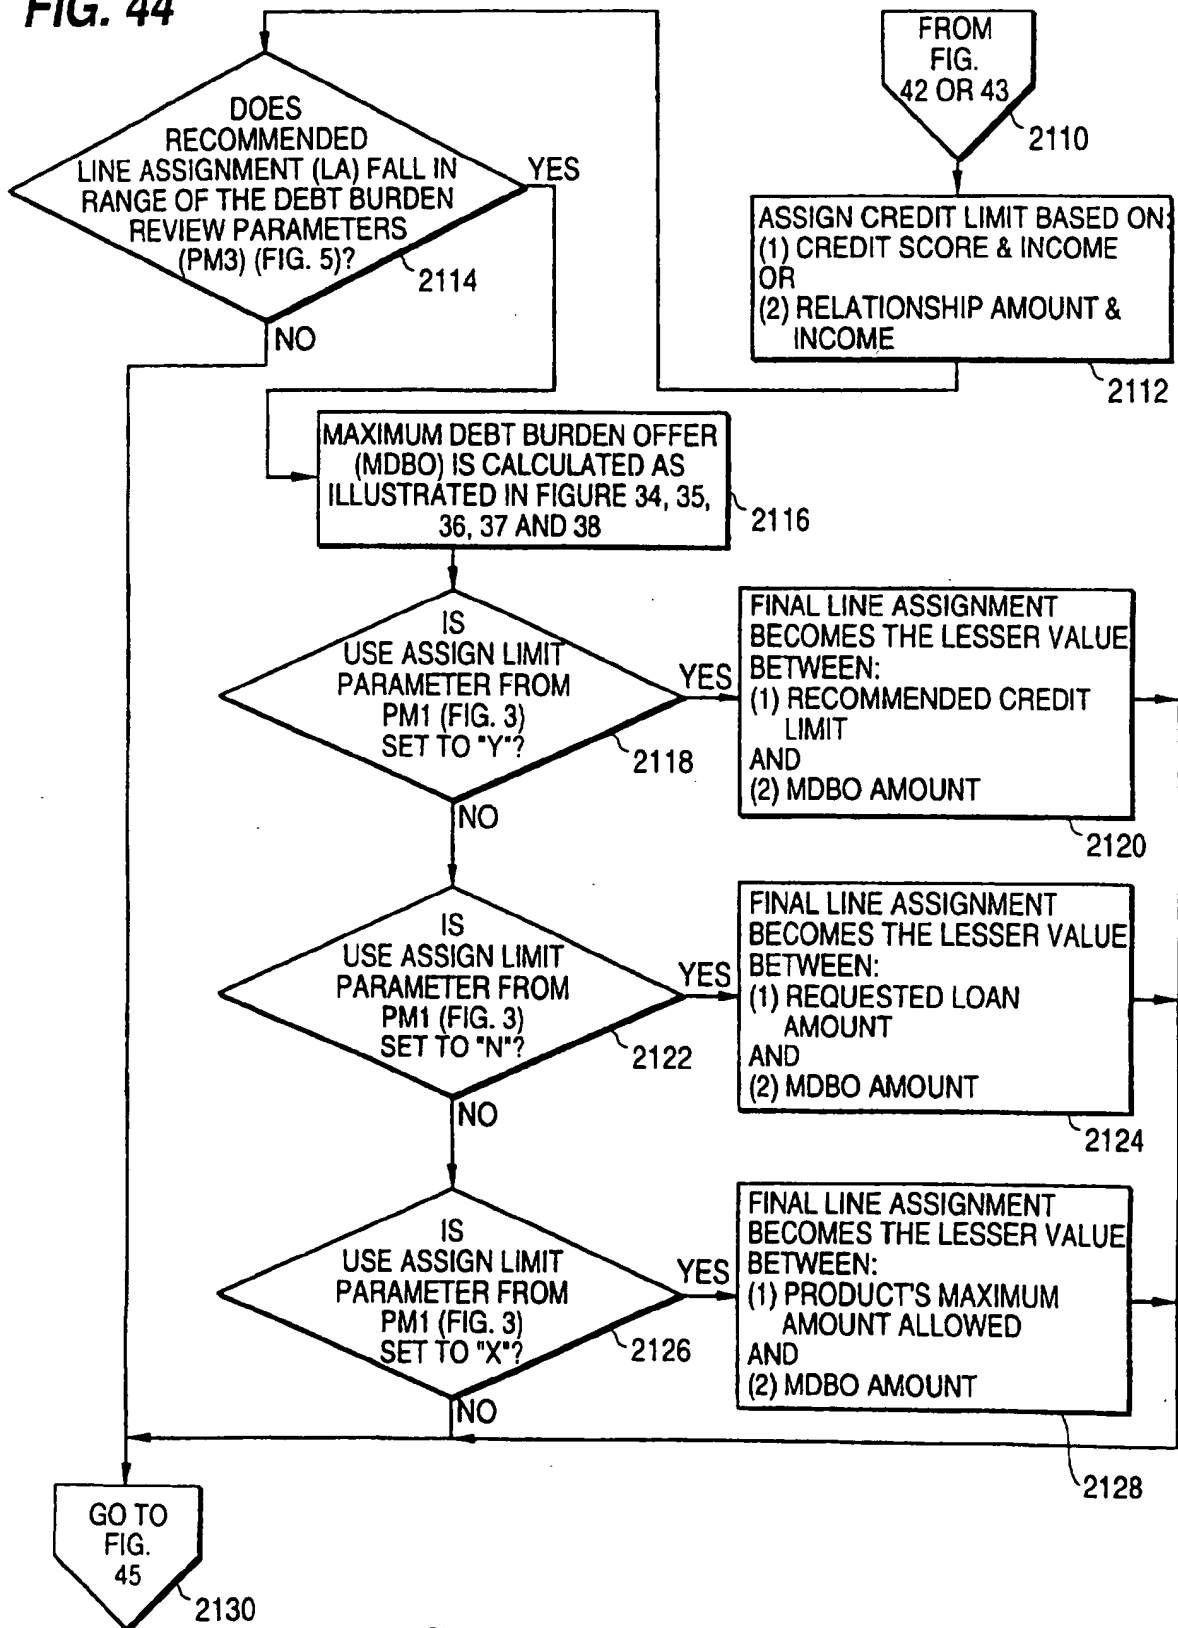 FIG. 44
FROM
FIG.
42 OR 43
2110
ASSIGN CREDIT LIMIT BASED ON:
(1) CREDIT SCORE & INCOME
OR
(2) RELATIONSHIP AMOUNT &
INCOME
2112
DOES
RECOMMENDED
LINE ASSIGNMENT (LA) FALL IN
RANGE OF THE DEBT BURDEN
REVIEW PARAMETERS
(PM3) (FIG. 5)?
2114
YES
NO
MAXIMUM DEBT BURDEN OFFER
(MDBO) IS CALCULATED AS
ILLUSTRATED IN FIGURE 34, 35,
36, 37 AND 38
2116
IS
USE ASSIGN LIMIT
PARAMETER FROM
PM1 (FIG. 3)
SET TO "Y"?
2118
YES
NO
FINAL LINE ASSIGNMENT
BECOMES THE LESSER VALUE
BETWEEN:
(1) RECOMMENDED CREDIT
LIMIT
AND
(2) MDBO AMOUNT
2120
IS
USE ASSIGN LIMIT
PARAMETER FROM
PM1 (FIG. 3)
SET TO "N"?
2122
YES
NO
FINAL LINE ASSIGNMENT
BECOMES THE LESSER VALUE
BETWEEN:
(1) REQUESTED LOAN
AMOUNT
AND
(2) MDBO AMOUNT
2124
IS
USE ASSIGN LIMIT
PARAMETER FROM
PM1 (FIG. 3)
SET TO "X"?
2126
YES
NO
FINAL LINE ASSIGNMENT
BECOMES THE LESSER VALUE
BETWEEN:
(1) PRODUCT'S MAXIMUM
AMOUNT ALLOWED
AND
(2) MDBO AMOUNT
2128
GO TO
FIG.
45
2130